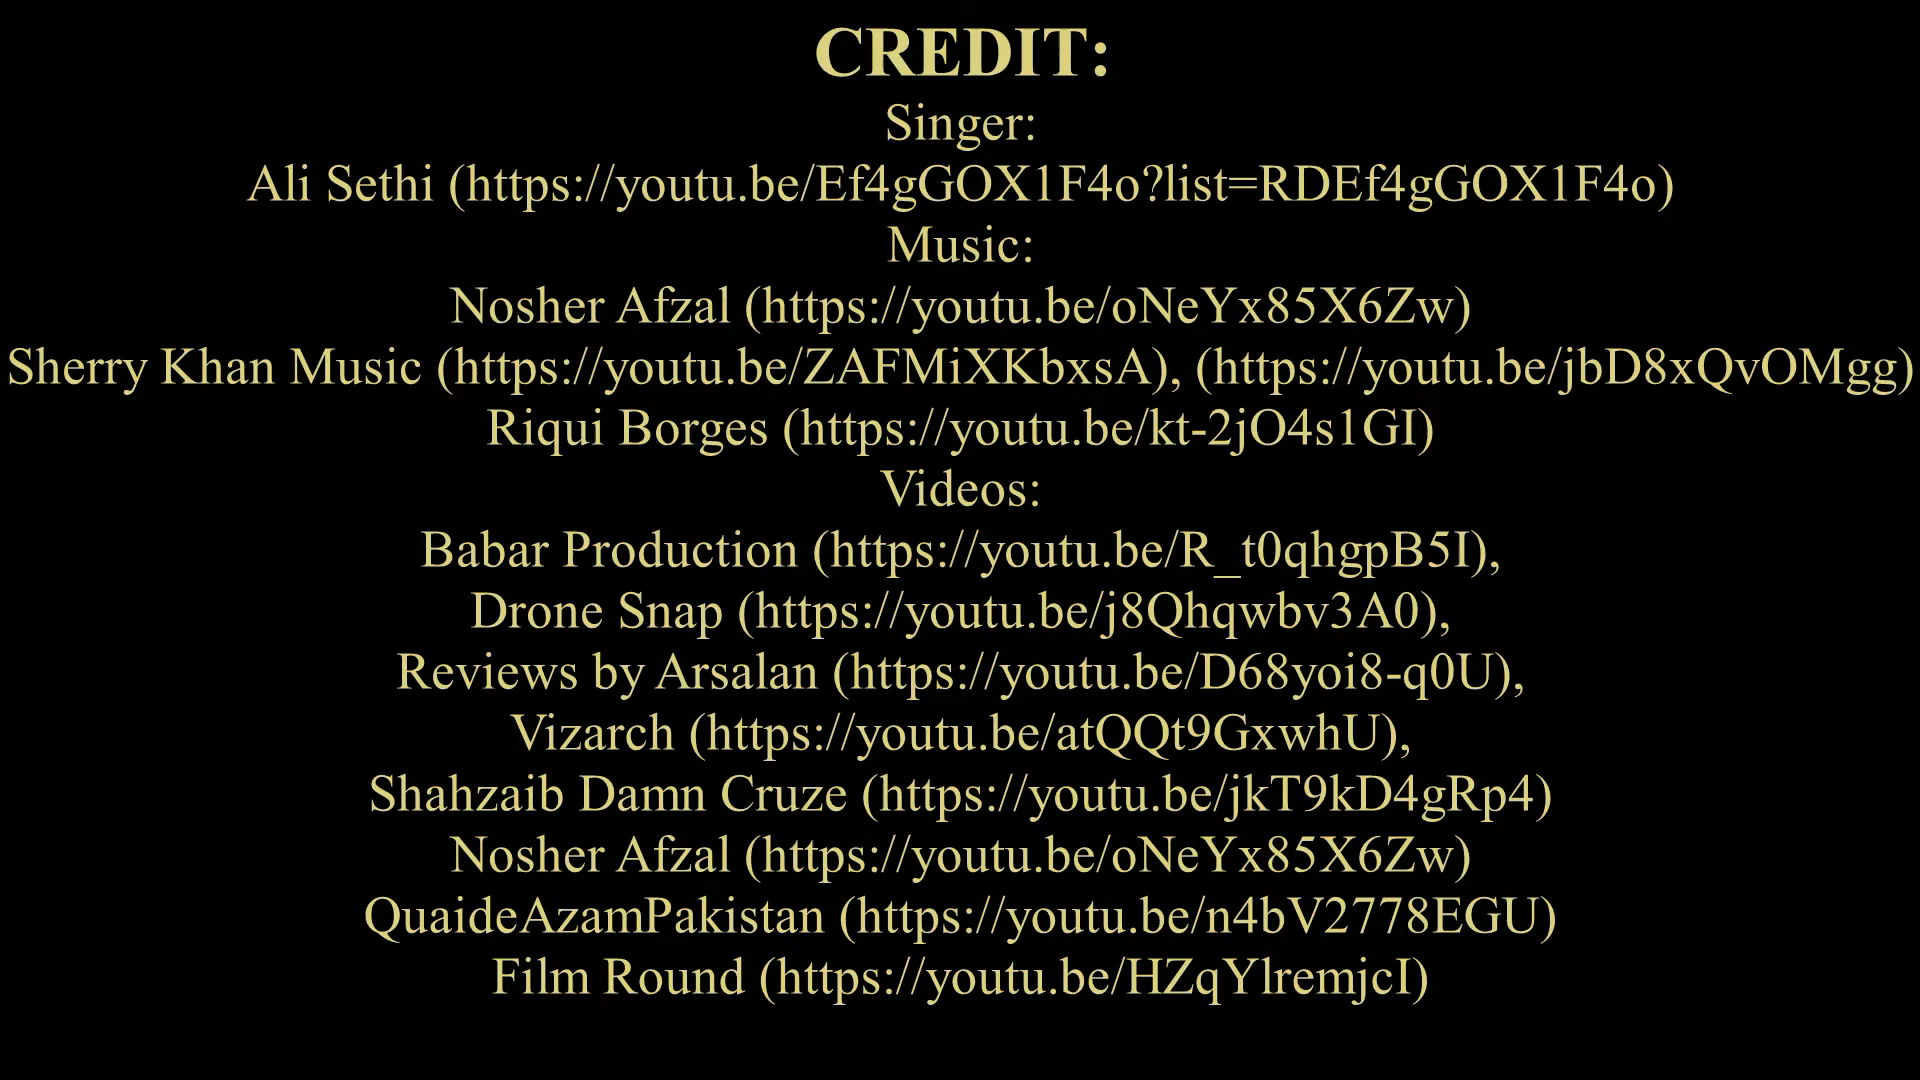 CREDIT:
Singer:
Ali Sethi (https://youtu.be/Ef4gGOX1F4o?list=RDEf4gGOX1F4o)
Music:
Nosher Afzal (https://youtu.be/oNeYx85X6Zw)
Sherry Khan Music (https://youtu.be/ZAFMiXKbxsA), (https://youtu.be/jbD8xQvOMgg)
Riqui Borges (https://youtu.be/kt-2jO4s1GI)
Videos:
Babar Production (https://youtu.be/R_t0qhgpB5I),
Drone Snap (https://youtu.be/j8Qhqwbv3A0),
Reviews by Arsalan (https://youtu.be/D68yoi8-q0U),
Vizarch (https://youtu.be/atQQt9GxwhU),
Shahzaib Damn Cruze (https://youtu.be/jkT9kD4gRp4)
Nosher Afzal (https://youtu.be/oNeYx85X6Zw)
QuaideAzamPakistan (https://youtu.be/n4bV2778EGU)
Film Round (https://youtu.be/HZqYlremjcI)